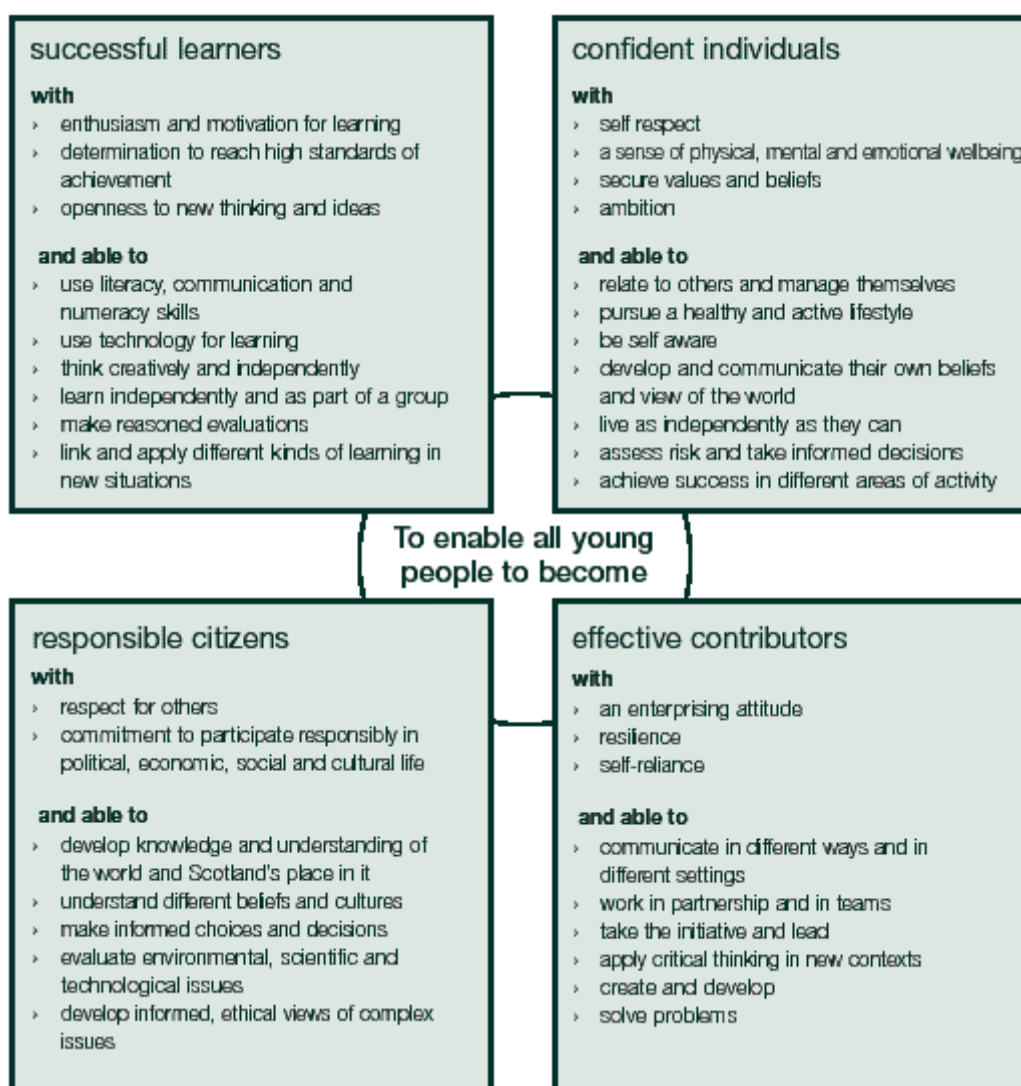 successful learners
with
› enthusiasm and motivation for learning
› determination to reach high standards of
achievement
› openness to new thinking and ideas
and able to
› use literacy, communication and
numeracy skills
› use technology for learning
› think creatively and independently
› learn independently and as part of a group
› make reasoned evaluations
› link and apply different kinds of learning in
new situations
confident individuals
with
› self respect
› a sense of physical, mental and emotional wellbeing
› secure values and beliefs
› ambition
and able to
› relate to others and manage themselves
› pursue a healthy and active lifestyle
› be self aware
› develop and communicate their own beliefs
and view of the world
› live as independently as they can
› assess risk and take informed decisions
› achieve success in different areas of activity
To enable all young
people to become
responsible citizens
with
› respect for others
› commitment to participate responsibly in
political, economic, social and cultural life
and able to
› develop knowledge and understanding of
the world and Scotland's place in it
› understand different beliefs and cultures
› make informed choices and decisions
› evaluate environmental, scientific and
technological issues
› develop informed, ethical views of complex
issues
effective contributors
with
› an enterprising attitude
› resilience
› self-reliance
and able to
› communicate in different ways and in
different settings
› work in partnership and in teams
› take the initiative and lead
› apply critical thinking in new contexts
› create and develop
› solve problems